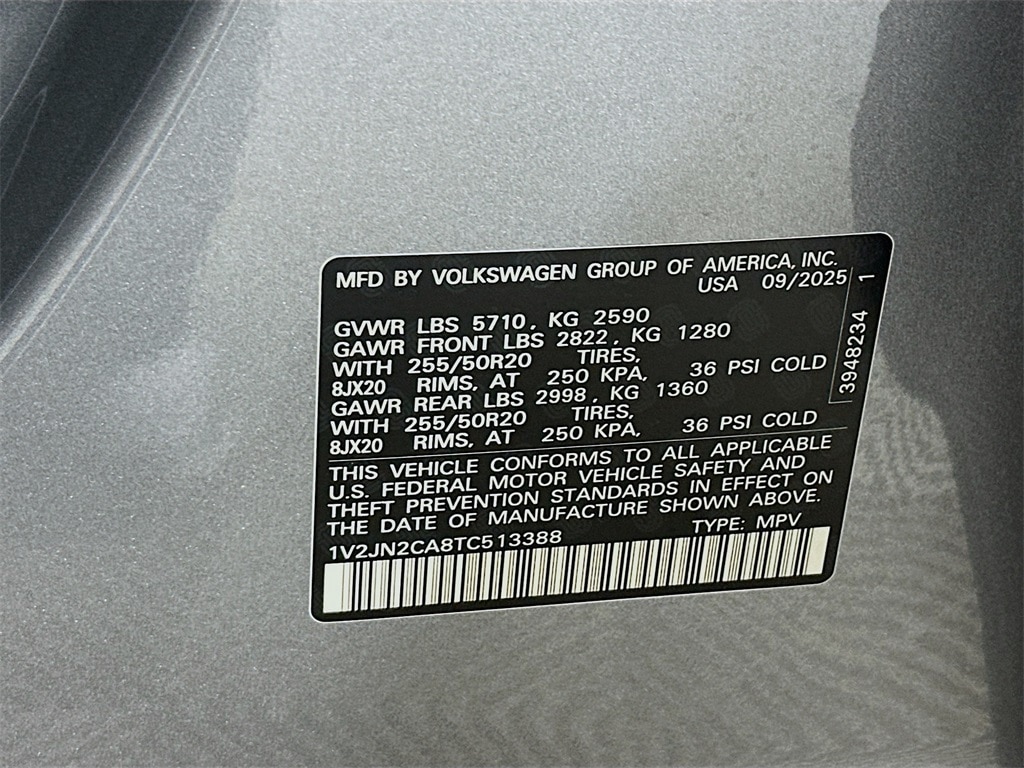 MFD BY VOLKSWAGEN GROUP OF AMERICA, INC.
USA 09/2025
GVWR LBS 5710, KG 2590
GAWR FRONT LBS 2822, KG 1280
WITH 255/50R20 TIRES,
8JX20 RIMS, AT 250 KPA, 36 PSI COLD
GAWR REAR LBS 2998, KG 1360
WITH 255/50R20 TIRES,
8JX20 RIMS, AT 250 KPA, 36 PSI COLD
3948234 1
THIS VEHICLE CONFORMS TO ALL APPLICABLE
U.S. FEDERAL MOTOR VEHICLE SAFETY AND
THEFT PREVENTION STANDARDS IN EFFECT ON
THE DATE OF MANUFACTURE SHOWN ABOVE.
1V2JN2CA8TC513388 TYPE: MPV